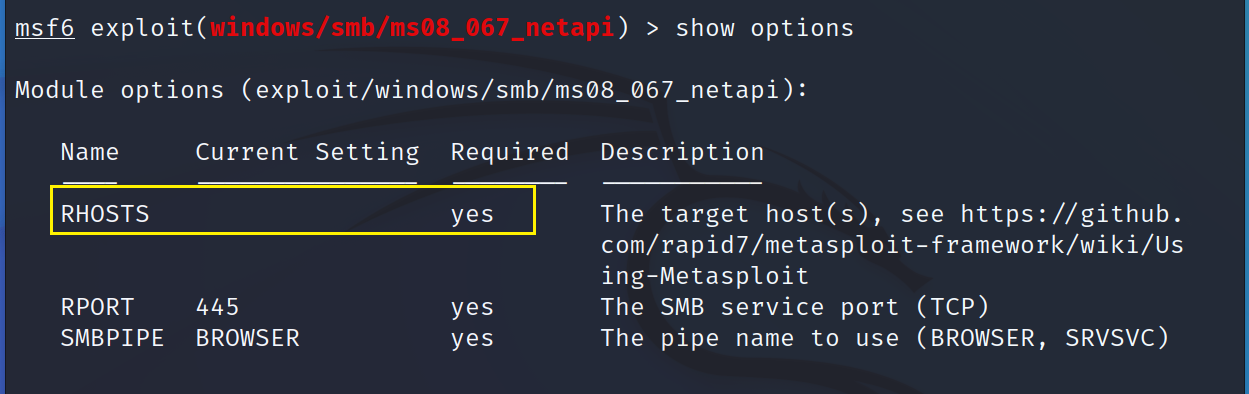 msf6 exploit(windows/smb/ms08_067_netapi) > show options
Module options (exploit/windows/smb/ms08_067_netapi):
Name Current Setting Required Description
RHOSTS yes The target host(s), see https://github.
com/rapid7/metasploit-framework/wiki/Us
ing-Metasploit
RPORT 445 yes The SMB service port (TCP)
SMBPIPE BROWSER yes The pipe name to use (BROWSER, SRVSVC)